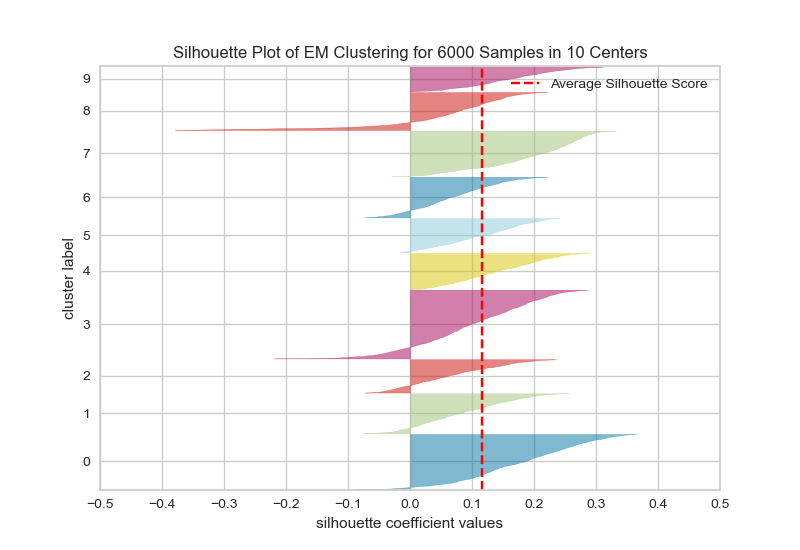 Silhouette Plot of EM Clustering for 6000 Samples in 10 Centers
Average Silhouette Score
cluster label
9
8
7
6
5
4
3
2
1
0
−0.5 −0.4 −0.3 −0.2 −0.1 0.0 0.1 0.2 0.3 0.4 0.5
silhouette coefficient values